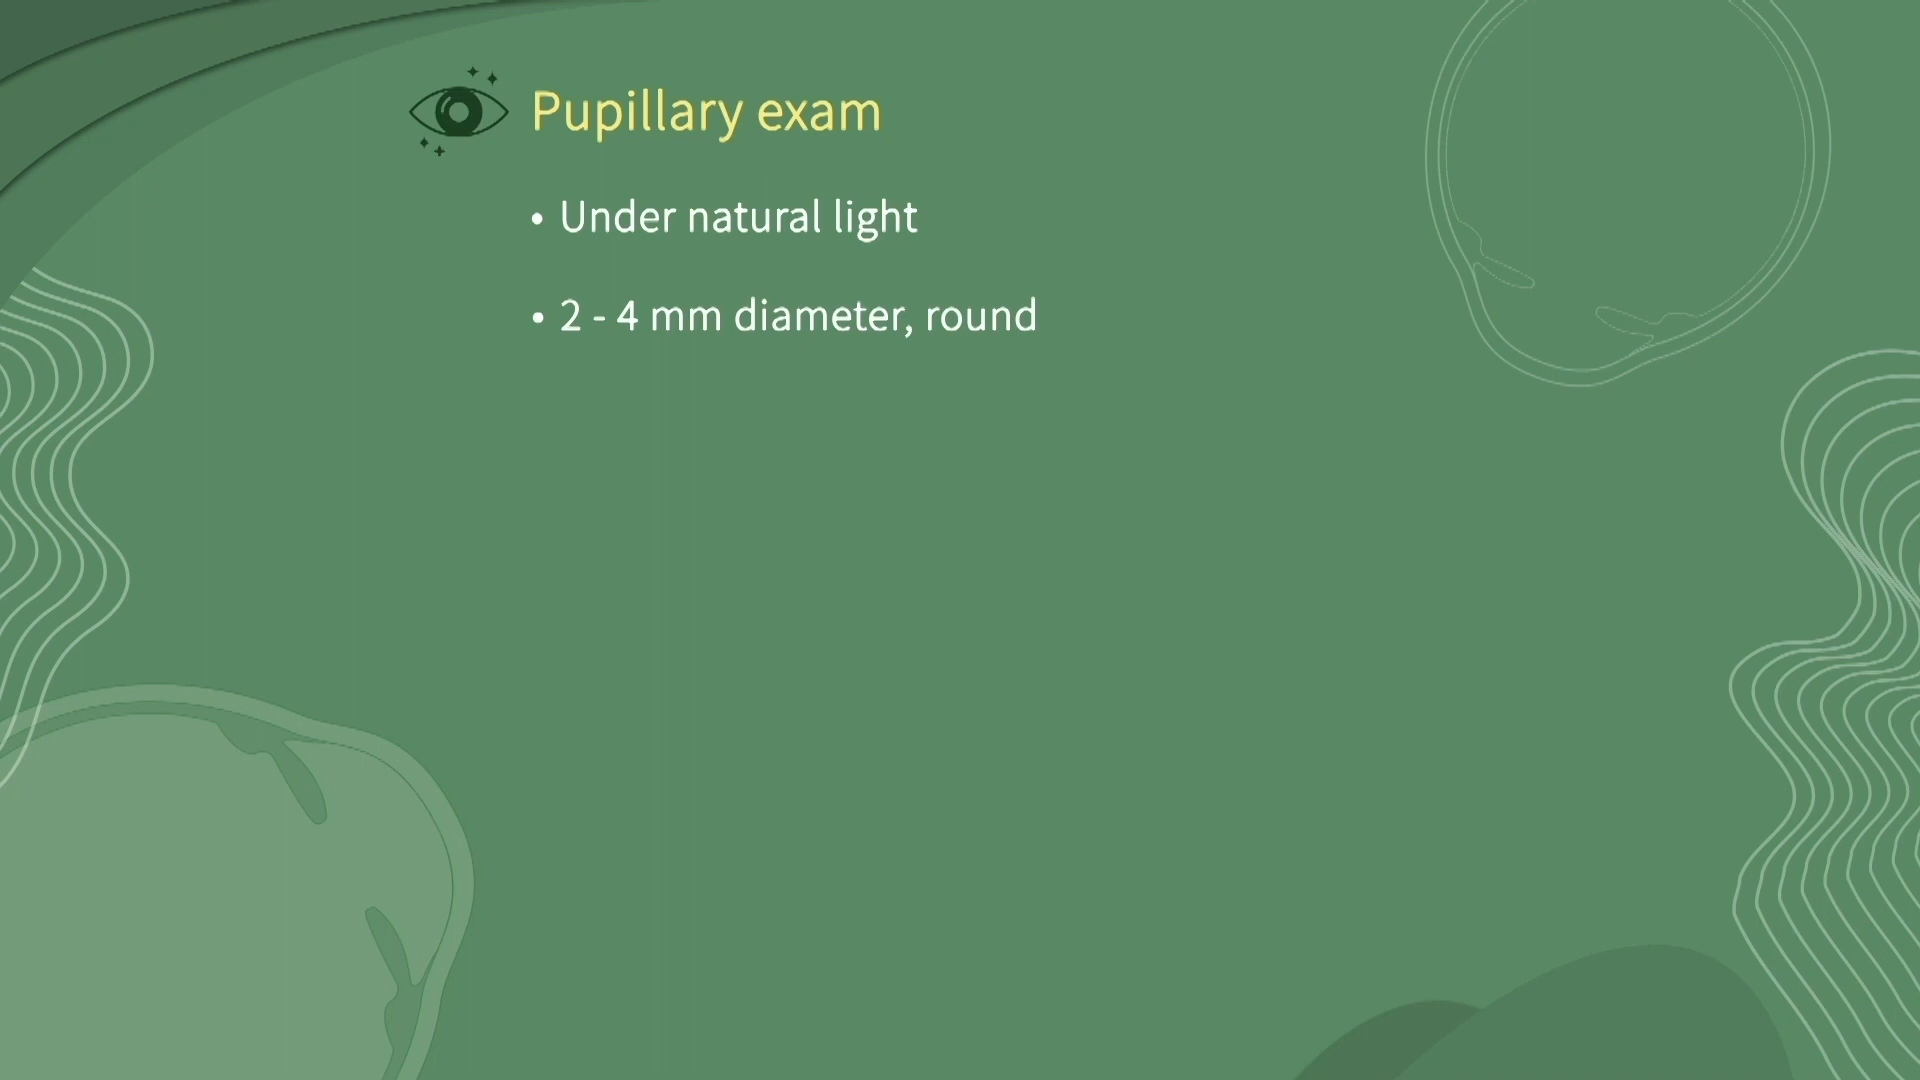 Pupillary exam
• Under natural light
• 2 - 4 mm diameter, round